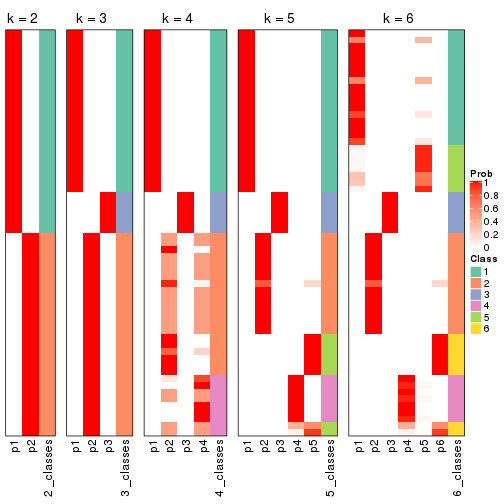 k = 2
k = 3
k = 4
k = 5
k = 6
Prob
1
0.8
0.6
0.4
0.2
0
Class
1
2
3
4
5
6
p1
p2
2_classes
p1
p2
p3
3_classes
p1
p2
p3
p4
4_classes
p1
p2
p3
p4
p5
5_classes
p1
p2
p3
p4
p5
p6
6_classes